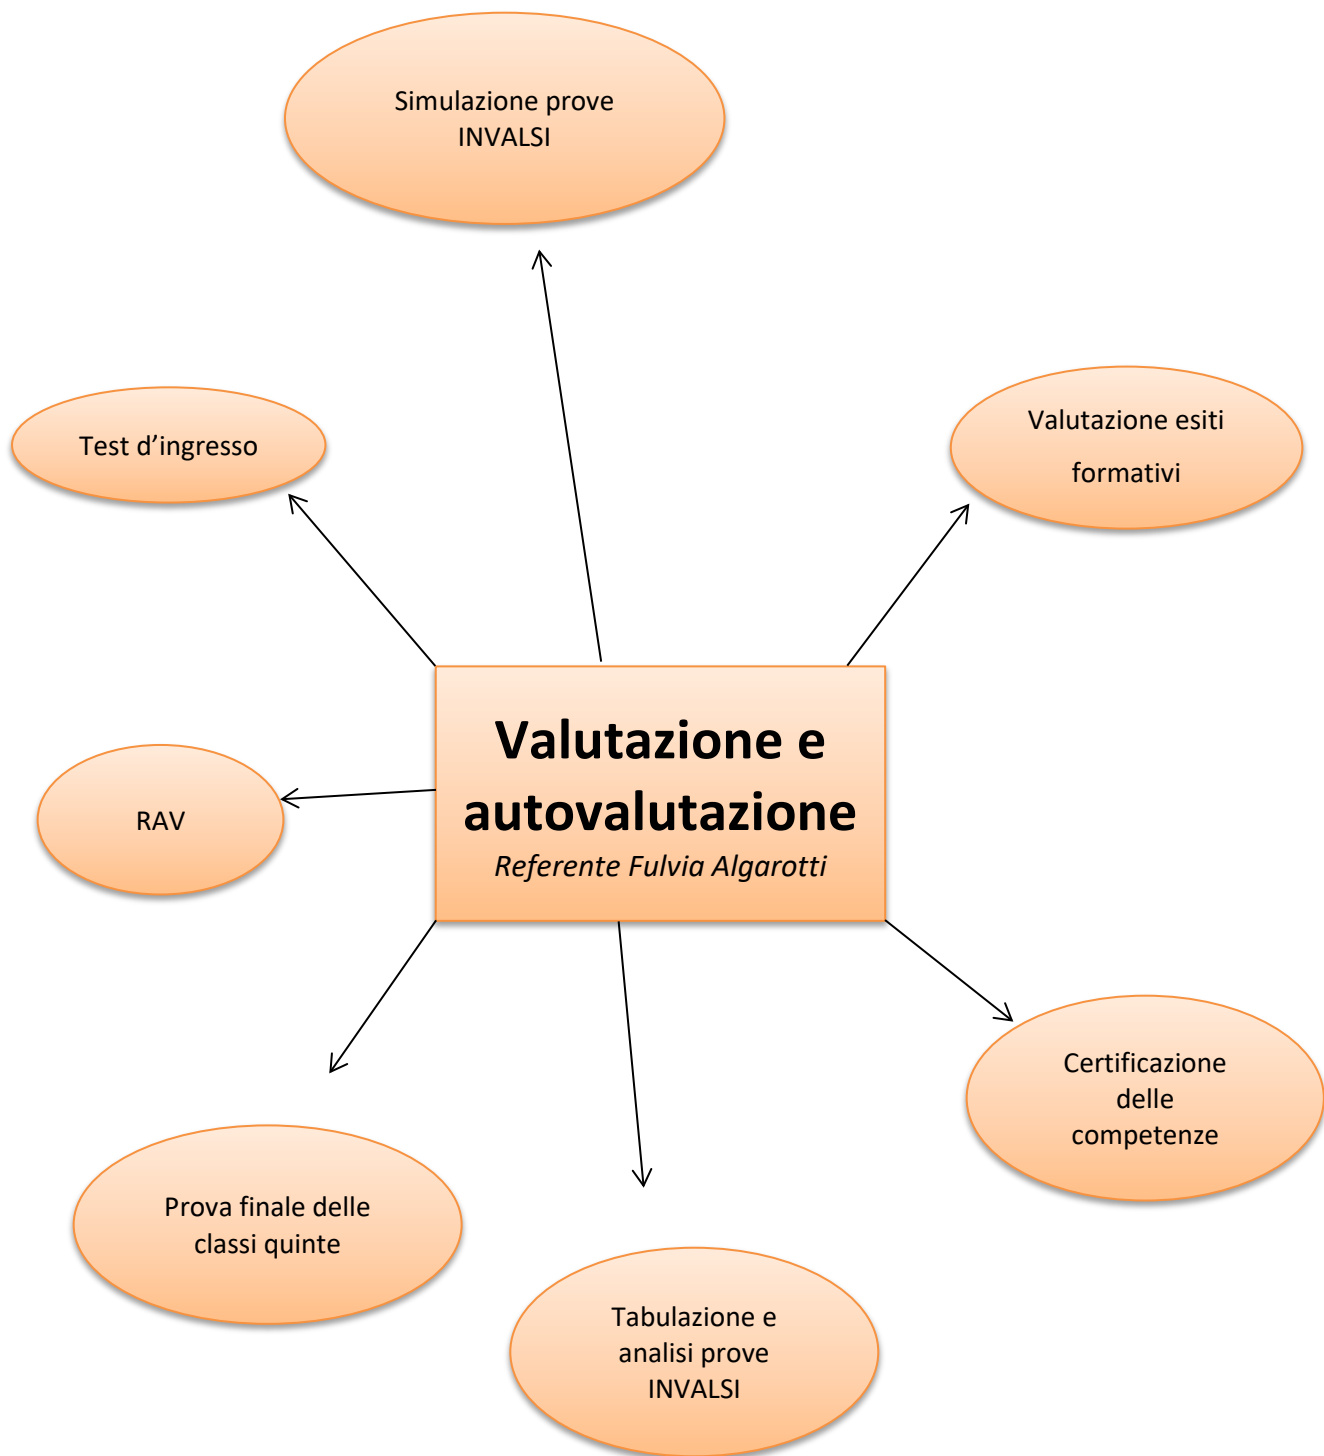 Simulazione prove
INVALSI
Test d’ingresso
Valutazione esiti
formativi
Valutazione e
autovalutazione
Referente Fulvia Algarotti
RAV
Certificazione
delle
competenze
Prova finale delle
classi quinte
Tabulazione e
analisi prove
INVALSI